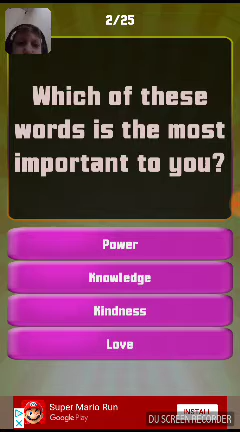 2/25
Which of these
words is the most
important to you?
Power
Knowledge
Kindness
Love
Super Mario Run
Google Play
INSTALL
DU SCREEN RECORDER